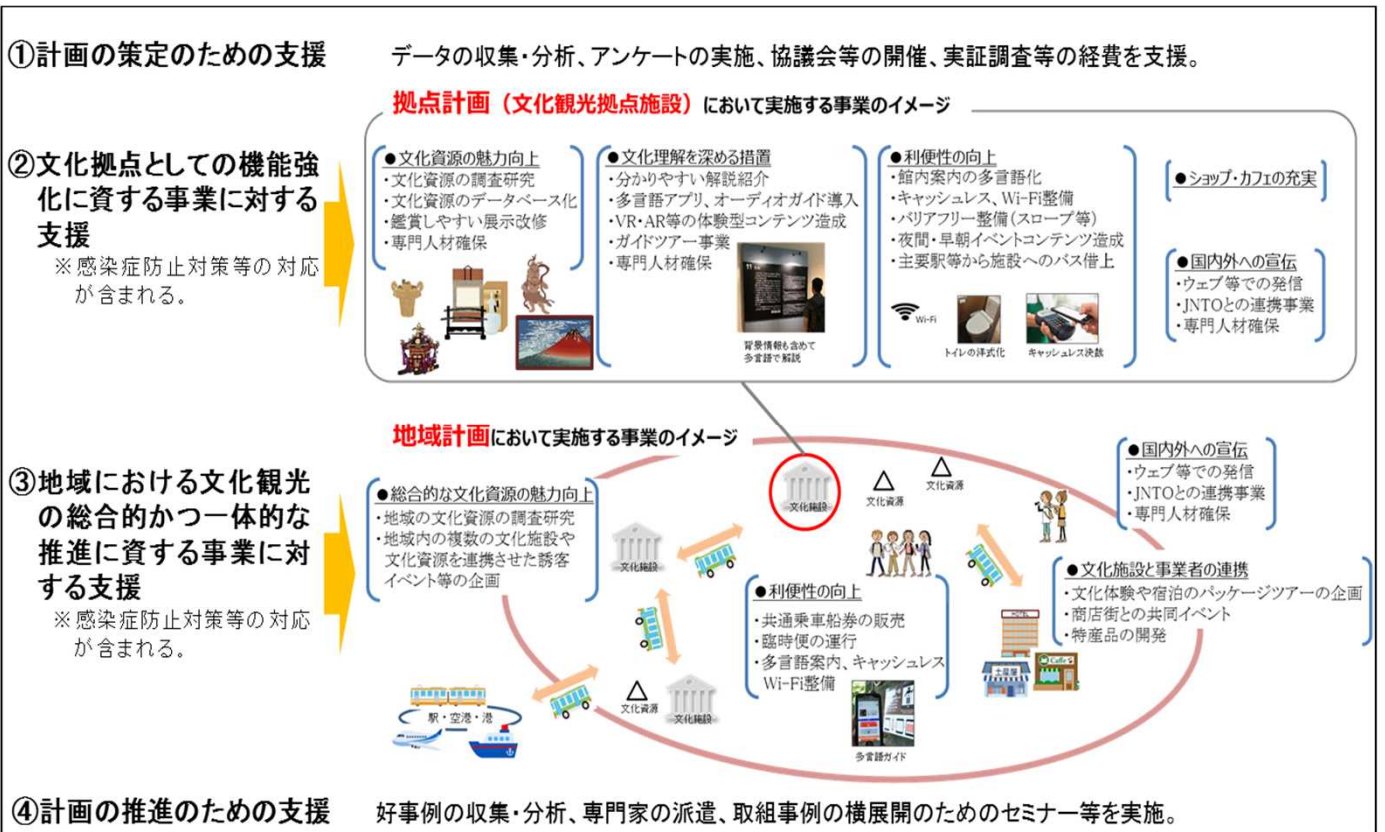 ①計画の策定のための支援
データの収集・分析、アンケートの実施、協議会等の開催、実証調査等の経費を支援。
拠点計画（文化観光拠点施設）において実施する事業のイメージ
②文化拠点としての機能強
化に資する事業に対する
支援
※感染症防止対策等の対応
が含まれる。
●文化資源の魅力向上
・文化資源の調査研究
・文化資源のデータベース化
・鑑賞しやすい展示改修
・専門人材確保
●文化理解を深める措置
・分かりやすい解説紹介
・多言語アプリ、オーディオガイド導入
・VR・AR等の体験型コンテンツ造成
・ガイドツアー事業
・専門人材確保
背景情報も含めて
多言語で解説
●利便性の向上
・館内案内の多言語化
・キャッシュレス、Wi-Fi整備
・バリアフリー整備(スロープ等)
・夜間・早朝イベントコンテンツ造成
・主要駅等から施設へのバス借上
Wi-Fi
トイレの洋式化
キャッシュレス決裁
●ショップ・カフェの充実
●国内外への宣伝
・ウェブ等での発信
・JNTOとの連携事業
・専門人材確保
地域計画において実施する事業のイメージ
③地域における文化観光
の総合的かつ一体的な
推進に資する事業に対
する支援
※感染症防止対策等の対応
が含まれる。
●総合的な文化資源の魅力向上
・地域の文化資源の調査研究
・地域内の複数の文化施設や
文化資源を連携させた誘客
イベント等の企画
文化施設
文化施設
文化資源
文化資源
●国内外への宣伝
・ウェブ等での発信
・JNTOとの連携事業
・専門人材確保
●利便性の向上
・共通乗車船券の販売
・臨時便の運行
・多言語案内、キャッシュレス
Wi-Fi整備
多言語ガイド
●文化施設と事業者の連携
・文化体験や宿泊のパッケージツアーの企画
・商店街との共同イベント
・特産品の開発
HOTEL
土産屋
Cafe
駅・空港・港
文化資源
文化施設
④計画の推進のための支援
好事例の収集・分析、専門家の派遣、取組事例の横展開のためのセミナー等を実施。